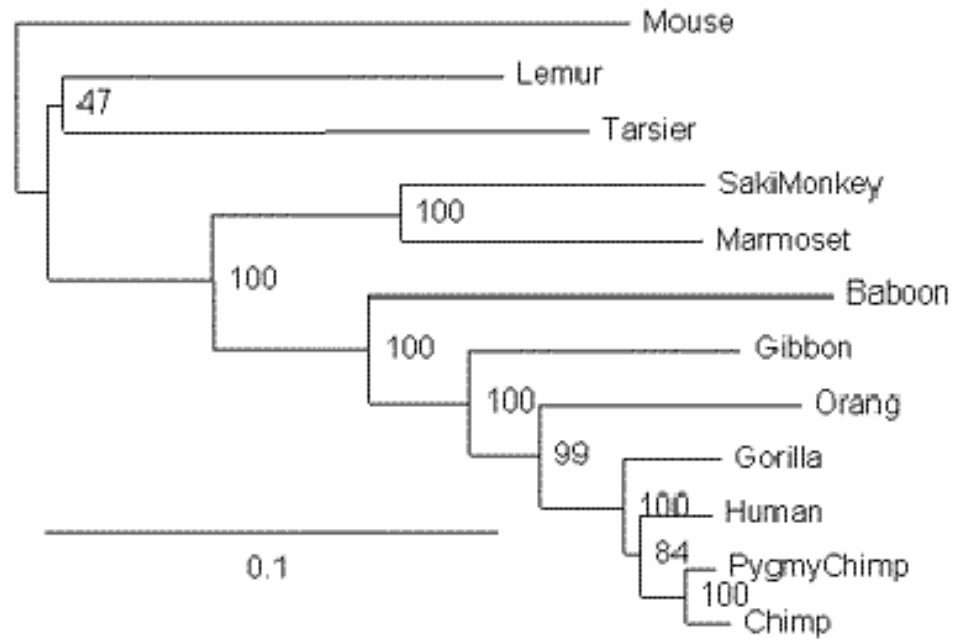 Mouse
Lemur
47
Tarsier
SakiMonkey
100
Marmoset
100
Baboon
100
Gibbon
100
Orang
99
Gorilla
100
Human
84
PygmyChimp
100
Chimp
0.1